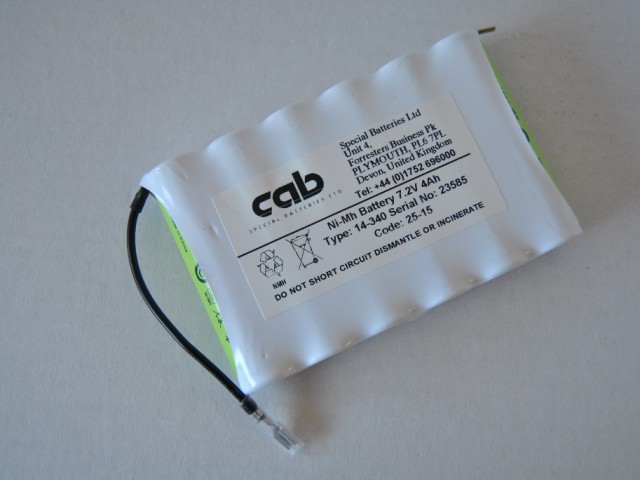 cab
SPECIAL BATTERIES LTD
Special Batteries Ltd
Unit 4,
Forresters Business Pk
PLYMOUTH, PL6 7PL
Devon, United Kingdom
Tel: +44 (0)1752 696000
Ni-Mh Battery 7.2V 4Ah
Type: 14-340 Serial No: 23585
Code: 25-15
NMH
DO NOT SHORT CIRCUIT DISMANTLE OR INCINERATE